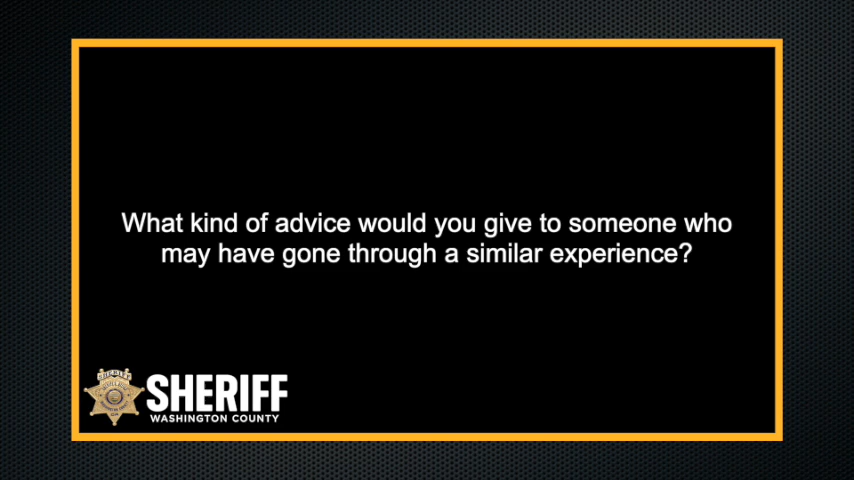 What kind of advice would you give to someone who
may have gone through a similar experience?
SHERIFF
SHERIFF
WASHINGTON COUNTY